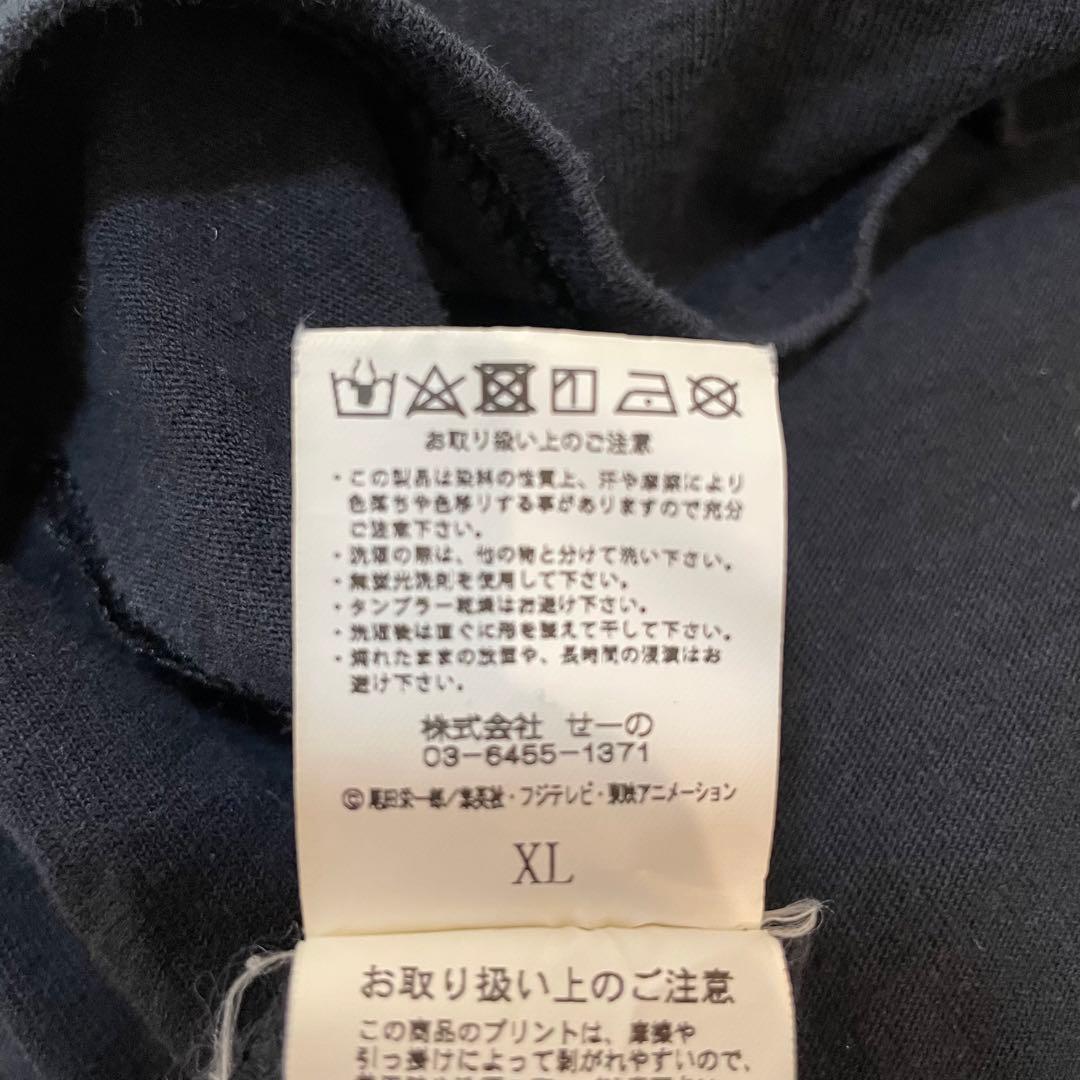 お取り扱い上のご注意
・この製品は染料の性質上、汗や摩擦により
色落ちや色移りする事がありますので充分
ご注意下さい。
・洗濯の際は、他の物と分けて洗い下さい。
・無蛍光洗剤を使用して下さい。
・タンブラー乾燥はお避け下さい。
・洗濯後は直ぐに形を整えて干して下さい。
・濡れたままの放置や、長時間の浸漬はお
避け下さい。
株式会社 せーの
03-6455-1371
©尾田栄一郎/集英社・フジテレビ・東映アニメーション
XL
お取り扱い上のご注意
この商品のプリントは、摩擦や
引っ掛けによって剥がれやすいので、